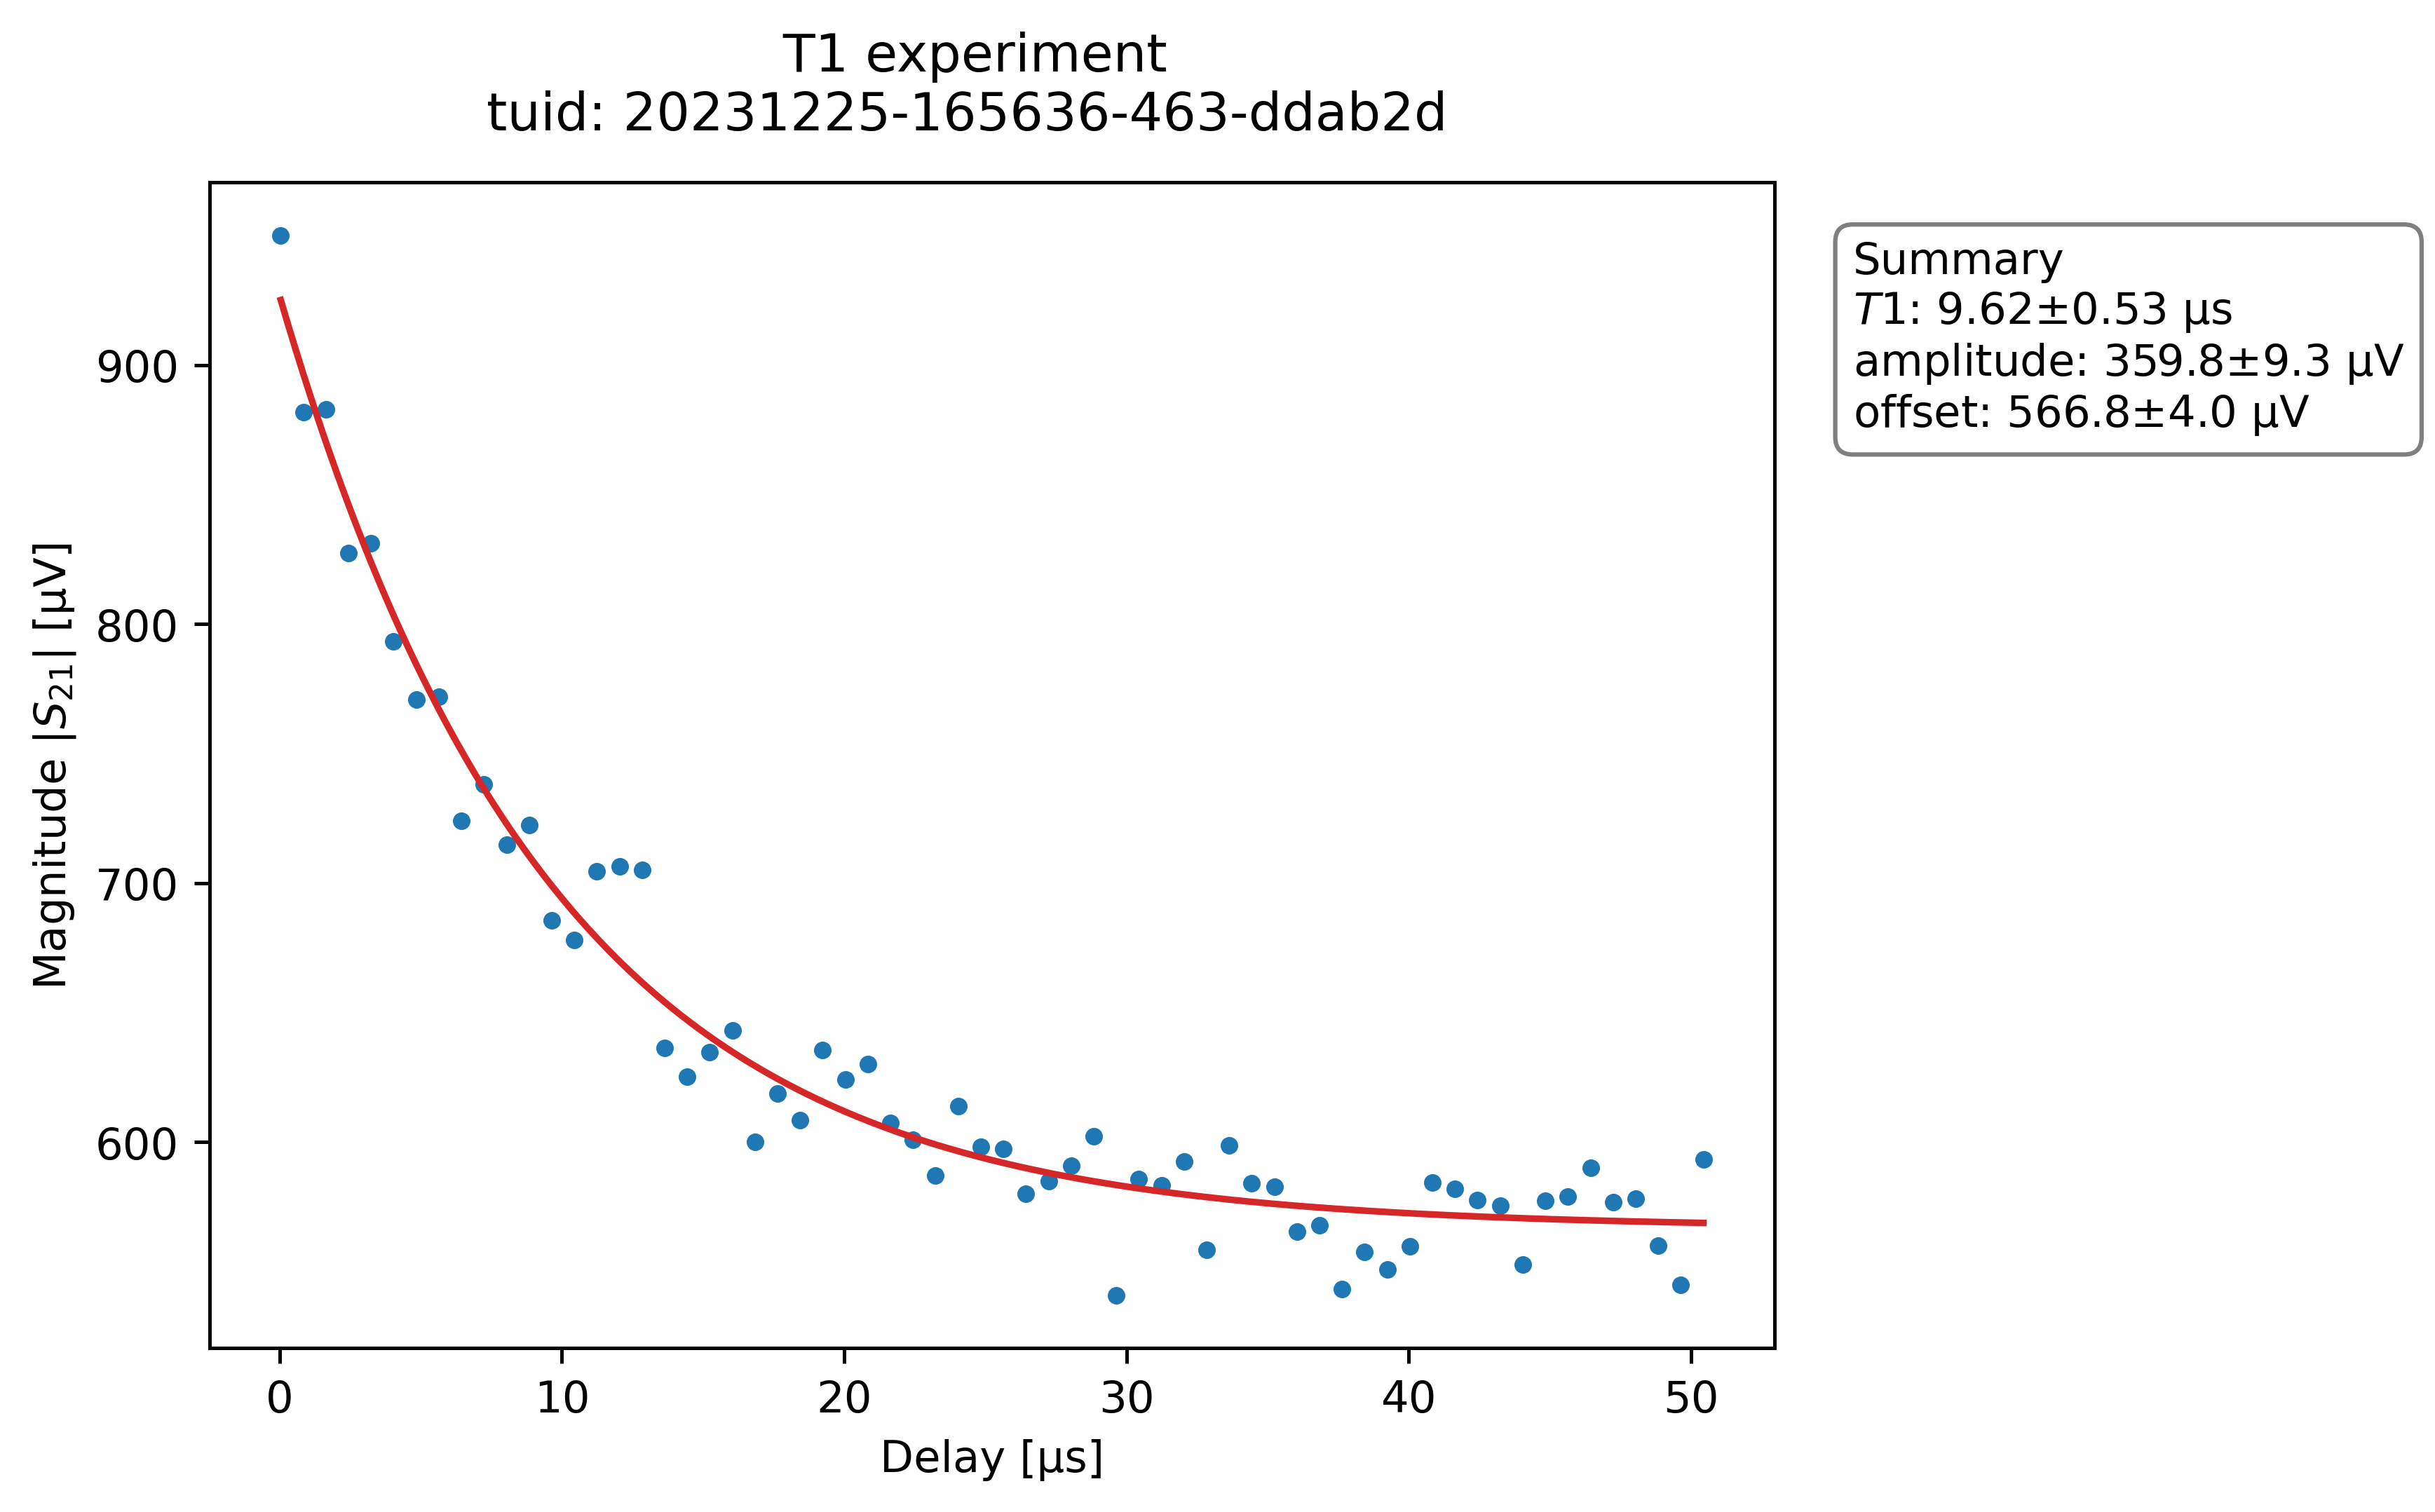 T1 experiment
tuid: 20231225-165636-463-ddab2d
Summary
T1: 9.62±0.53 μs
amplitude: 359.8±9.3 μV
offset: 566.8±4.0 μV
Magnitude |S₂₁| [μV]
900
800
700
600
0 10 20 30 40 50
Delay [μs]